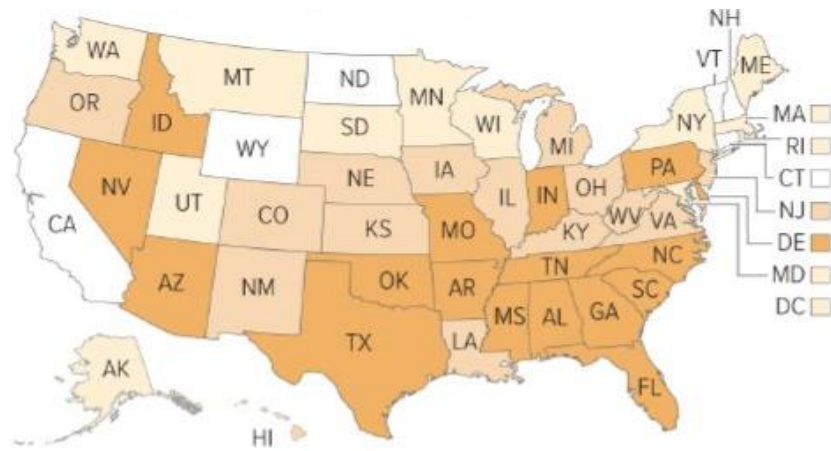 NH
VT
WA
ME
MT
ND
MN
OR
ID
SD
WI
NY
MA
MI
RI
WY
CT
IA
PA
NE
NV
IL
IN
OH
NJ
UT
CO
WV
VA
CA
KS
MO
KY
DE
TN
NC
MD
AZ
NM
OK
AR
SC
DC
MS
AL
GA
TX
LA
AK
FL
HI